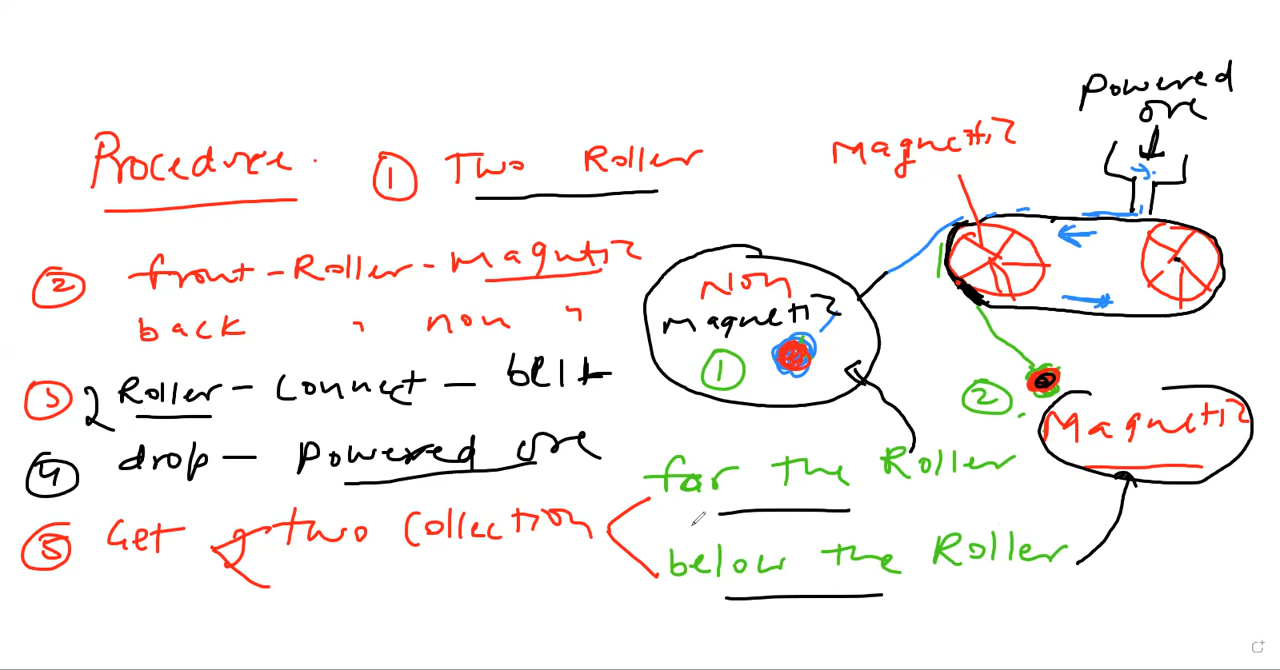 Procedure. ① Two Roller
② front - Roller - Magnetic
back " non "
③ 2 Roller - connect - belt
④ drop - Powered ore
⑤ Get two Collection
far the Roller
below the Roller
Powered
ore
Magnetic
Non
Magnetic
①
②
Magnetic